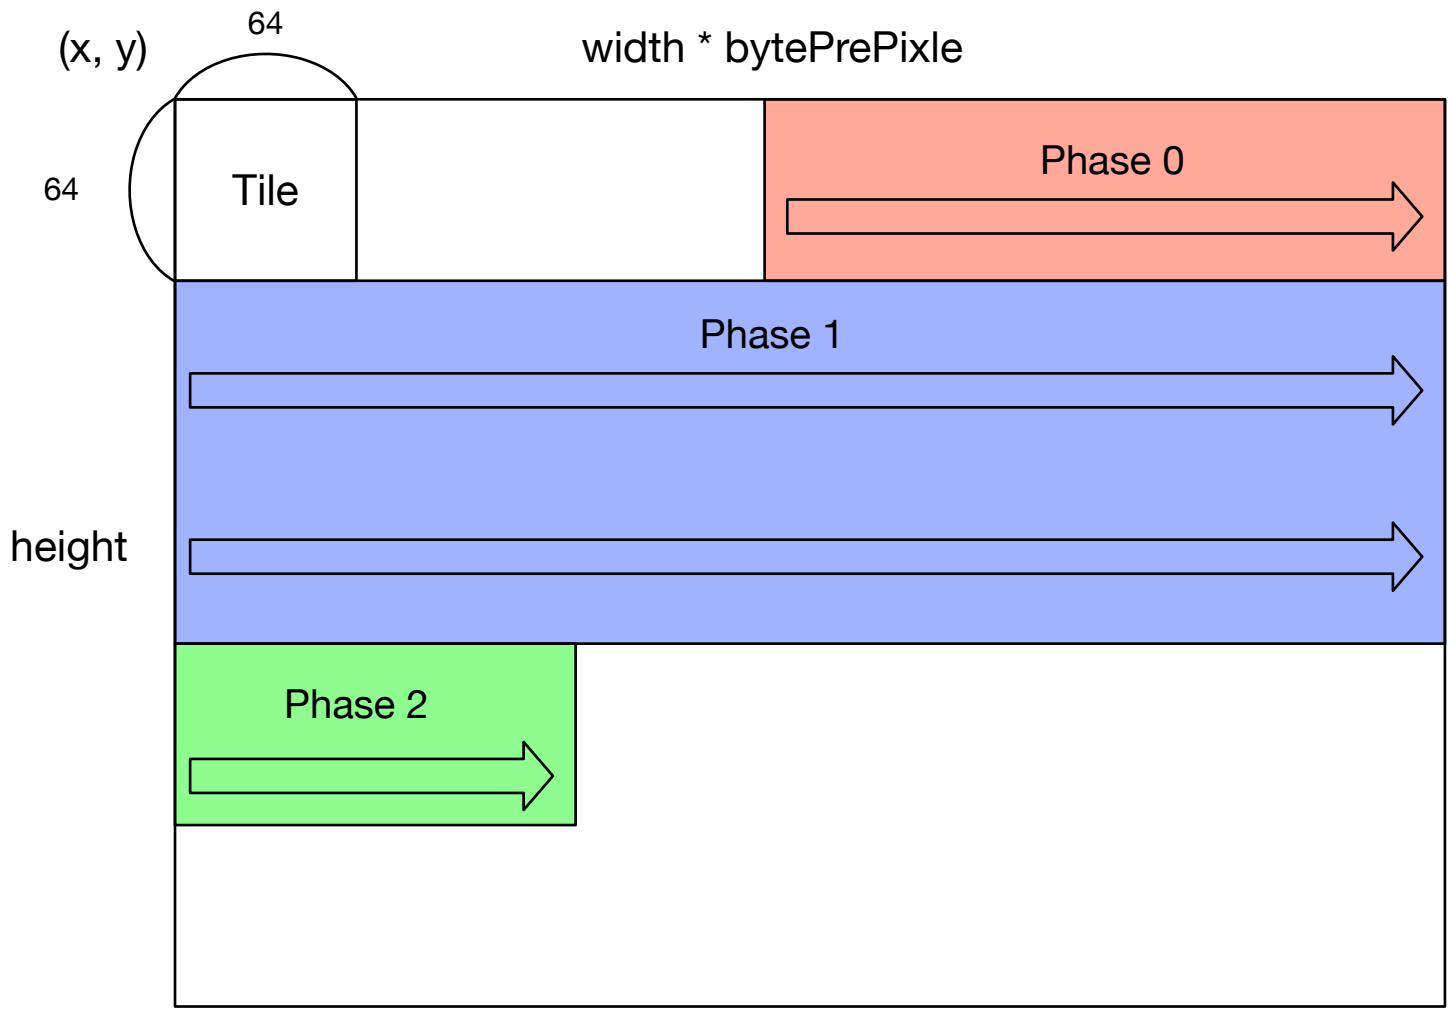 64
(x, y)
width * bytePrePixle
Phase 0
64
Tile
Phase 1
height
Phase 2